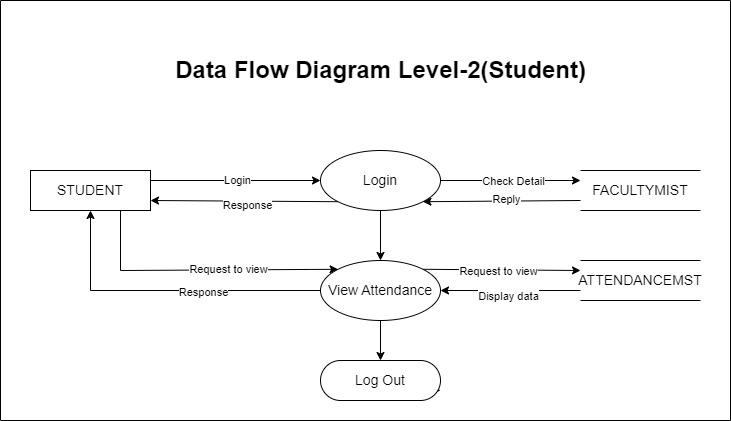 Data Flow Diagram Level-2(Student)
STUDENT
Login
Login
Check Detail
FACULTYMIST
Response
Reply
Request to view
View Attendance
Request to view
ATTENDANCEMST
Response
Display data
Log Out